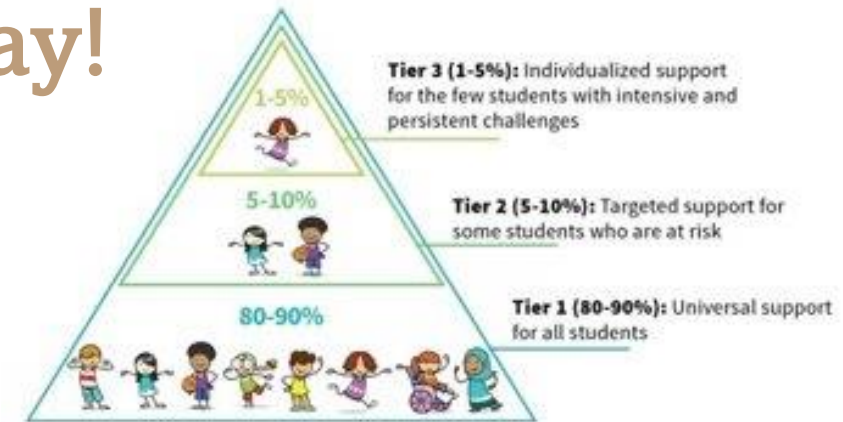 ay!
1-5%
Tier 3 (1-5%): Individualized support
for the few students with intensive and
persistent challenges
5-10%
Tier 2 (5-10%): Targeted support for
some students who are at risk
80-90%
Tier 1 (80-90%): Universal support
for all students